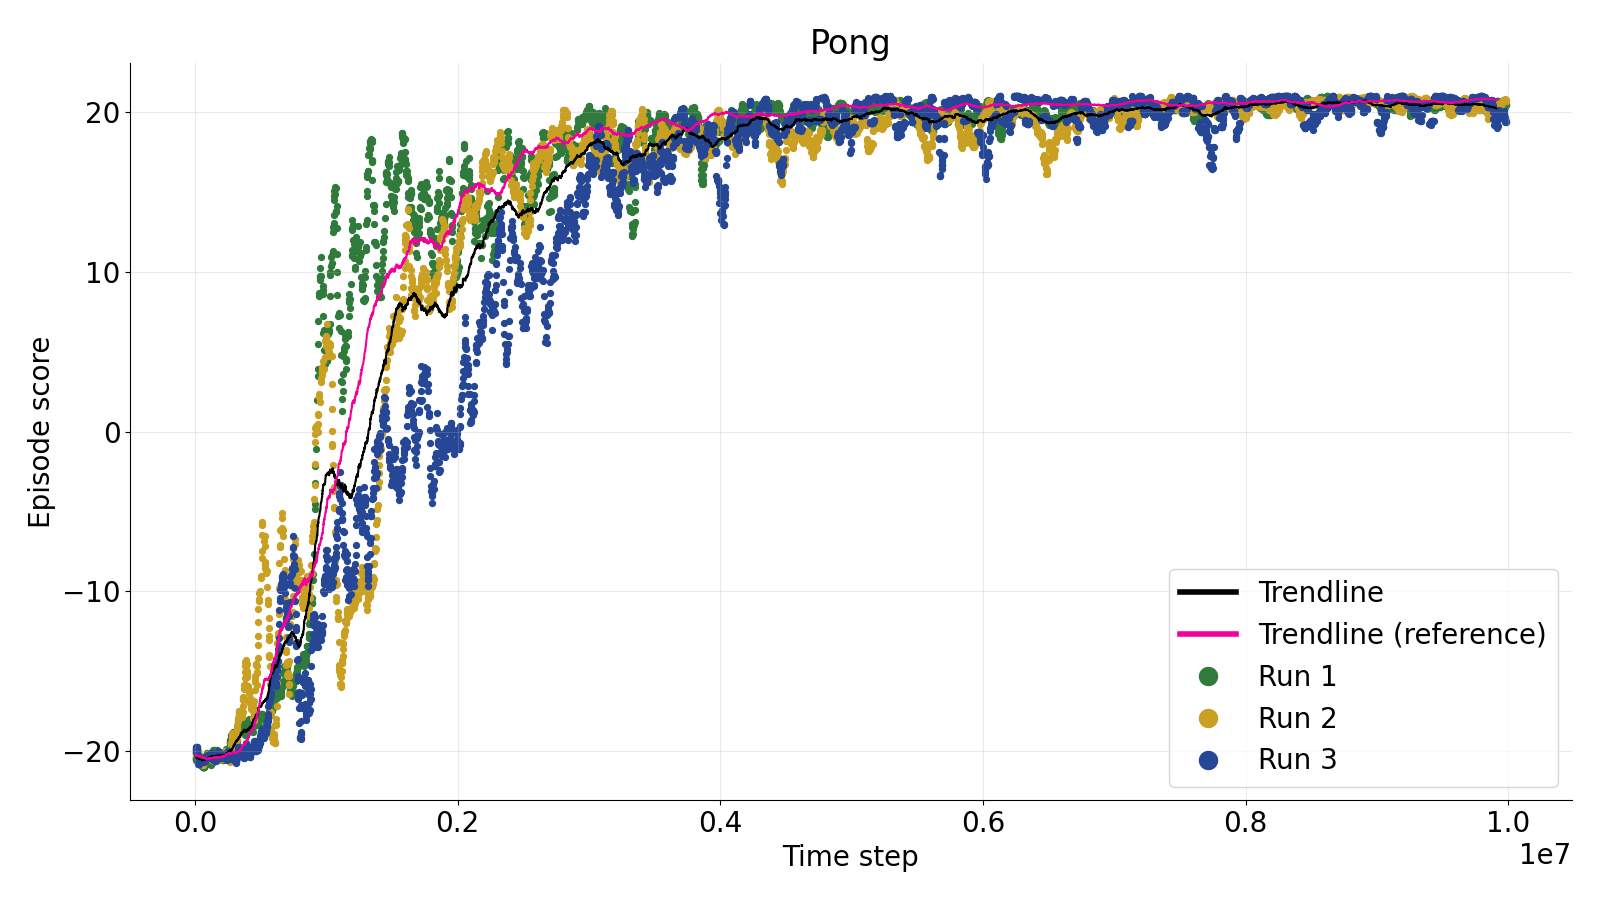 Pong
Episode score
20
10
0
−10
−20
0.0
0.2
0.4
0.6
0.8
1.0
1e7
Time step
Trendline
Trendline (reference)
Run 1
Run 2
Run 3